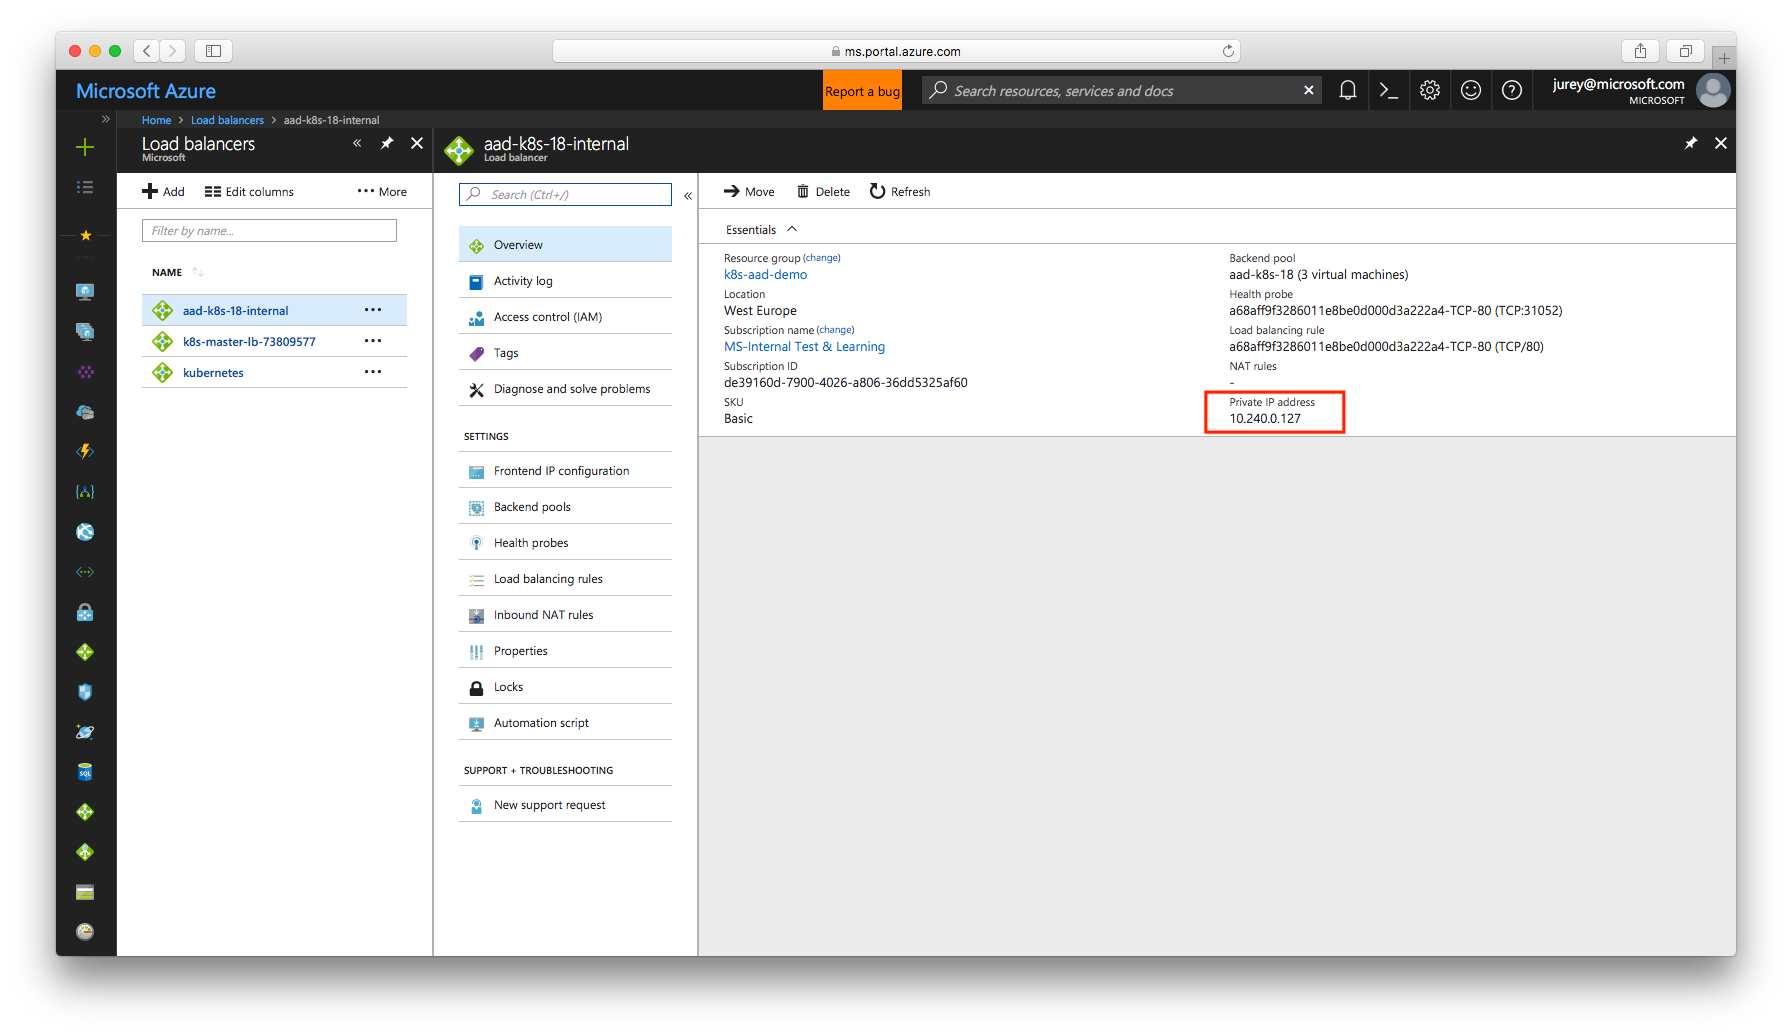 ms.portal.azure.com
Microsoft Azure
Report a bug
Search resources, services and docs
jurey@microsoft.com
MICROSOFT
Home > Load balancers > aad-k8s-18-internal
Load balancers
Microsoft
aad-k8s-18-internal
Load balancer
Add
Edit columns
More
Filter by name...
NAME
aad-k8s-18-internal
k8s-master-lb-73809577
kubernetes
Search (Ctrl+/)
Overview
Activity log
Access control (IAM)
Tags
Diagnose and solve problems
SETTINGS
Frontend IP configuration
Backend pools
Health probes
Load balancing rules
Inbound NAT rules
Properties
Locks
Automation script
SUPPORT + TROUBLESHOOTING
New support request
Move
Delete
Refresh
Essentials
Resource group (change)
k8s-aad-demo
Location
West Europe
Subscription name (change)
MS-Internal Test & Learning
Subscription ID
de39160d-7900-4026-a806-36dd5325af60
SKU
Basic
Backend pool
aad-k8s-18 (3 virtual machines)
Health probe
a68aff9f3286011e8be0d000d3a222a4-TCP-80 (TCP:31052)
Load balancing rule
a68aff9f3286011e8be0d000d3a222a4-TCP-80 (TCP/80)
NAT rules
-
Private IP address
10.240.0.127
SQL